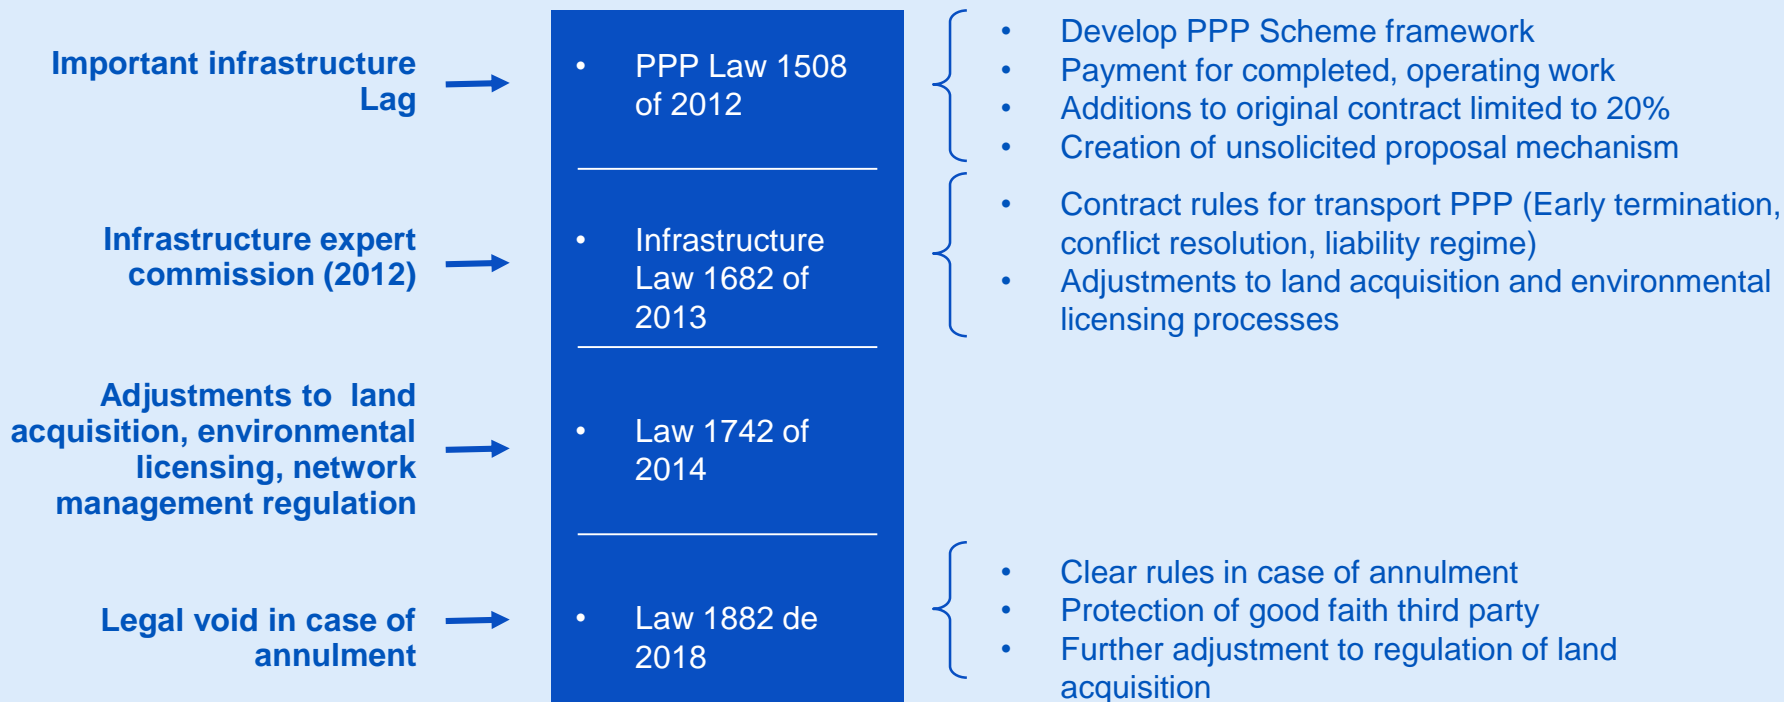 Important infrastructure
Lag
• PPP Law 1508
of 2012
• Develop PPP Scheme framework
• Payment for completed, operating work
• Additions to original contract limited to 20%
• Creation of unsolicited proposal mechanism
Infrastructure expert
commission (2012)
• Infrastructure
Law 1682 of
2013
• Contract rules for transport PPP (Early termination,
conflict resolution, liability regime)
• Adjustments to land acquisition and environmental
licensing processes
Adjustments to land
acquisition, environmental
licensing, network
management regulation
• Law 1742 of
2014
Legal void in case of
annulment
• Law 1882 de
2018
• Clear rules in case of annulment
• Protection of good faith third party
• Further adjustment to regulation of land
acquisition